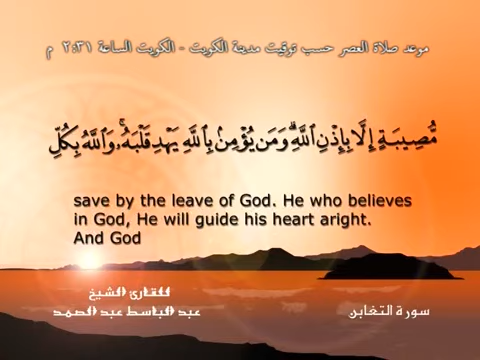 موعد صلاة العصر حسب توقيت مدينة الكويت - الكويت الساعة ٢:٣١ م
مُّصِيبَةٍ إِلَّا بِإِذْنِ اللَّهِ ۗ وَمَن يُؤْمِنۢ بِاللَّهِ يَهْدِ قَلْبَهُۥ ۚ وَاللَّهُ بِكُلِّ
save by the leave of God. He who believes
in God, He will guide his heart aright.
And God
للقارئ الشيخ
عبد الباسط عبد الصمد
سورة التغابن